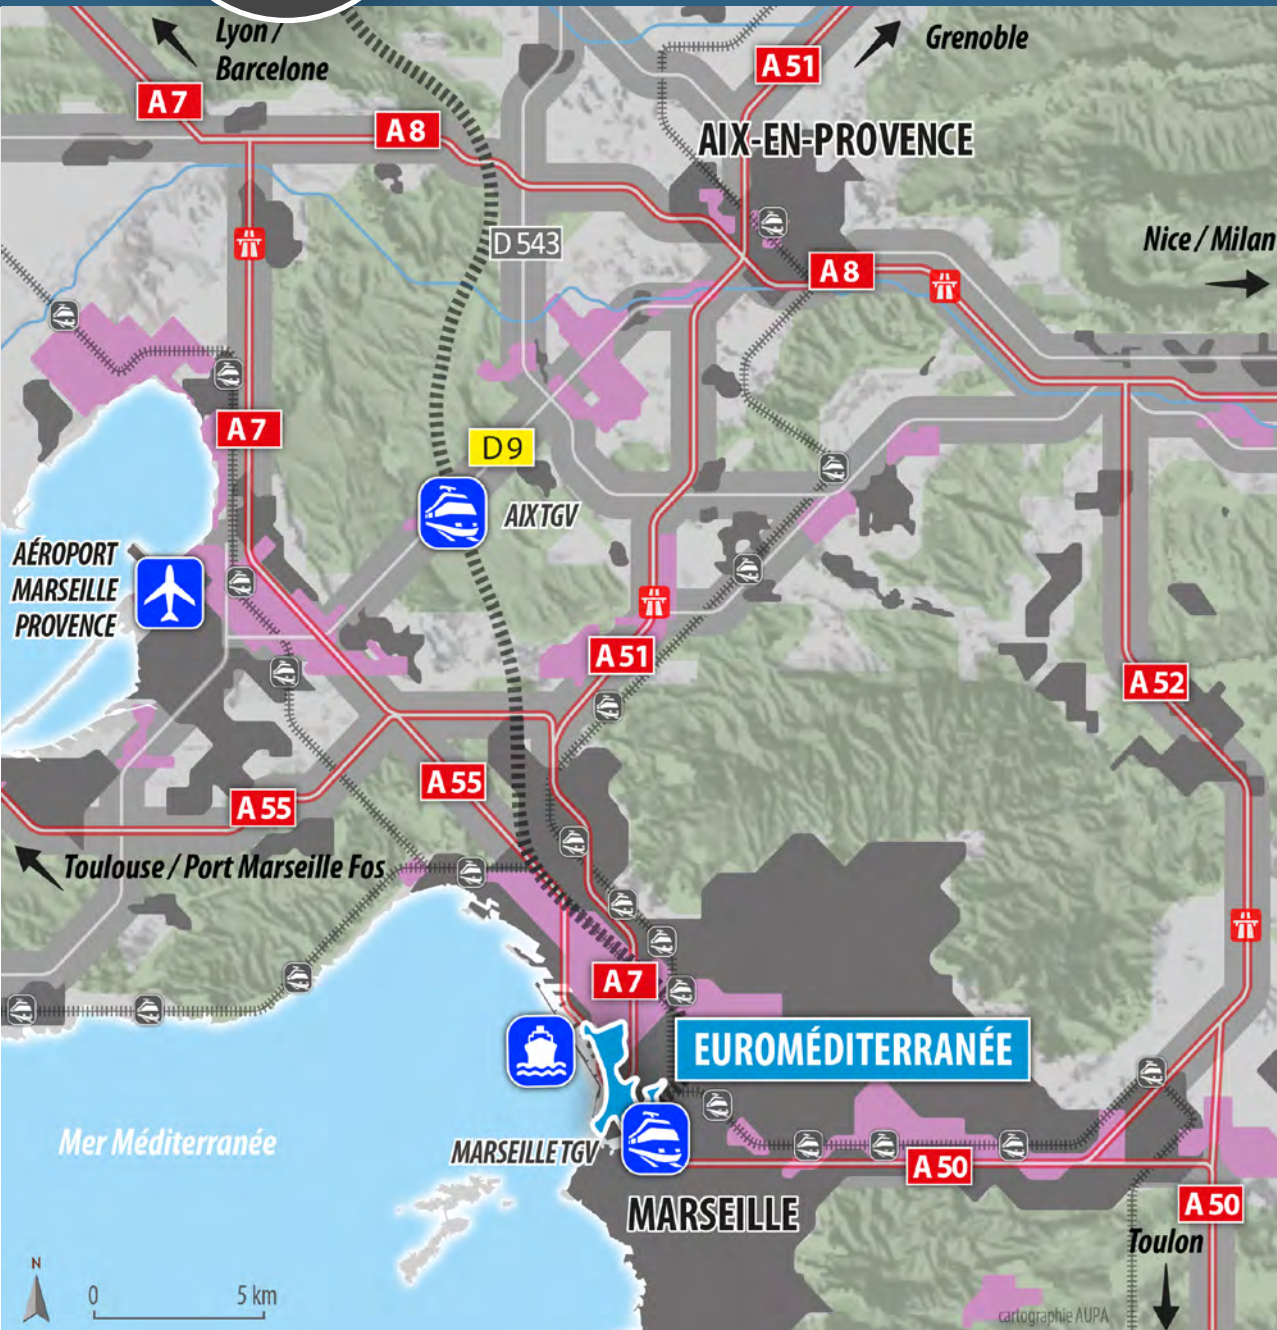 Lyon /
Barcelone
Grenoble
A 51
A 7
A 8
AIX-EN-PROVENCE
D 543
Nice / Milan
A 8
A 7
D 9
AIX TGV
AÉROPORT
MARSEILLE
PROVENCE
A 51
A 52
A 55
A 55
Toulouse / Port Marseille Fos
A 7
EUROMÉDITERRANÉE
Mer Méditerranée
MARSEILLE TGV
A 50
MARSEILLE
A 50
Toulon
N
0 5 km
cartographie AUPA